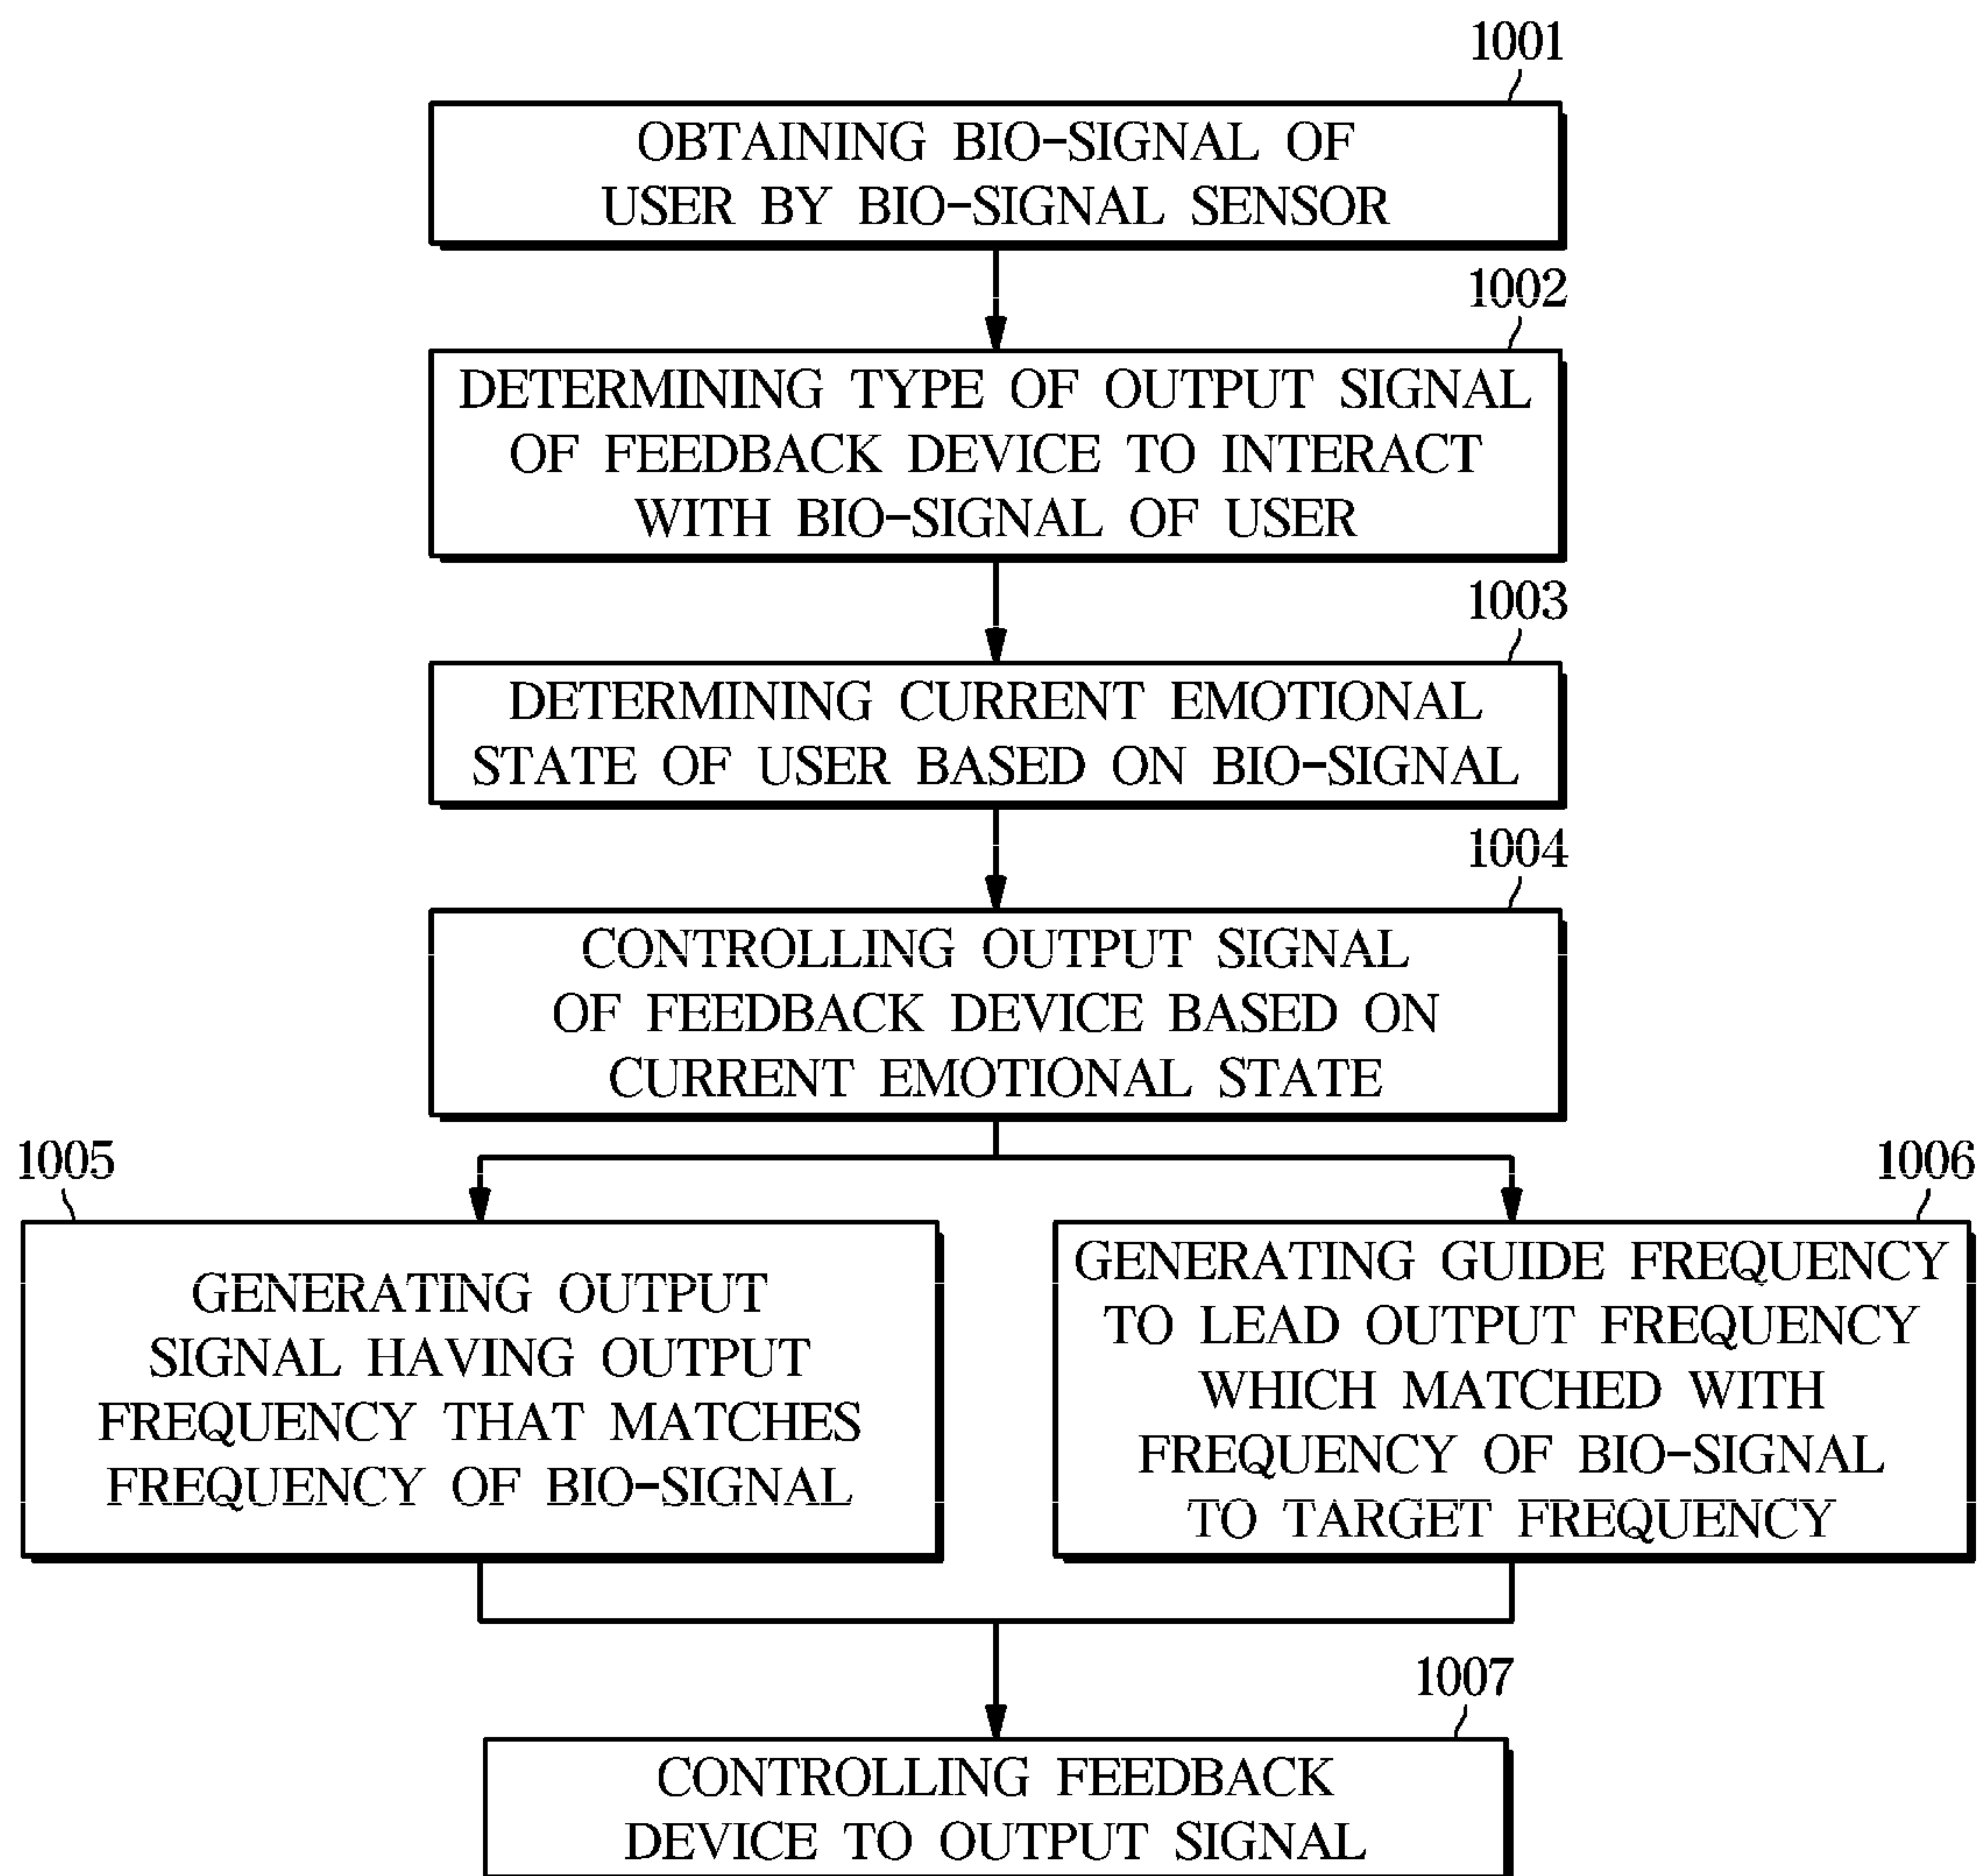 1001
OBTAINING BIO-SIGNAL OF
USER BY BIO-SIGNAL SENSOR
1002
DETERMINING TYPE OF OUTPUT SIGNAL
OF FEEDBACK DEVICE TO INTERACT
WITH BIO-SIGNAL OF USER
1003
DETERMINING CURRENT EMOTIONAL
STATE OF USER BASED ON BIO-SIGNAL
1004
CONTROLLING OUTPUT SIGNAL
OF FEEDBACK DEVICE BASED ON
CURRENT EMOTIONAL STATE
1005
GENERATING OUTPUT
SIGNAL HAVING OUTPUT
FREQUENCY THAT MATCHES
FREQUENCY OF BIO-SIGNAL
1006
GENERATING GUIDE FREQUENCY
TO LEAD OUTPUT FREQUENCY
WHICH MATCHED WITH
FREQUENCY OF BIO-SIGNAL
TO TARGET FREQUENCY
1007
CONTROLLING FEEDBACK
DEVICE TO OUTPUT SIGNAL